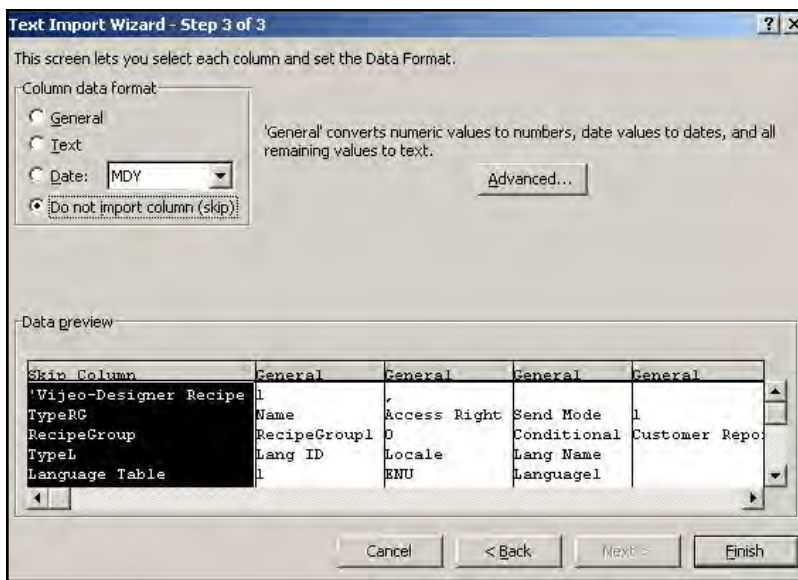 Text Import Wizard - Step 3 of 3
This screen lets you select each column and set the Data Format.
Column data format
General
Text
Date: MDY
Do not import column (skip)
'General' converts numeric values to numbers, date values to dates, and all
remaining values to text.
Advanced...
Data preview
Skip Column General General General General
'Vijeo-Designer Recipe 1 ,
TypeRG Name Access Right Send Mode 1
RecipeGroup RecipeGroup1 0 Conditional Customer Repo
TypeL Lang ID Locale Lang Name
Language Table 1 ENU Language1
Cancel < Back Next > Finish